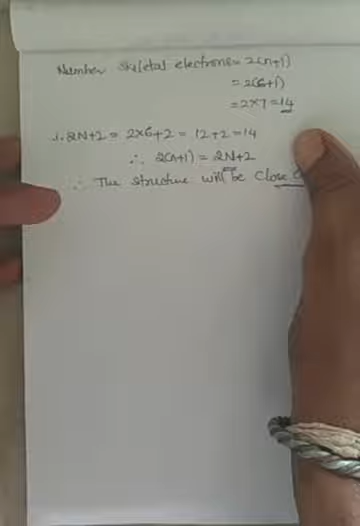 Number skeletal electrons = 2(n+1)
= 2(6+1)
= 2×7 = 14
2N+2 = 2×6+2 = 12+2 = 14
∴ 2(n+1) = 2N+2
∴ The structure will be Close